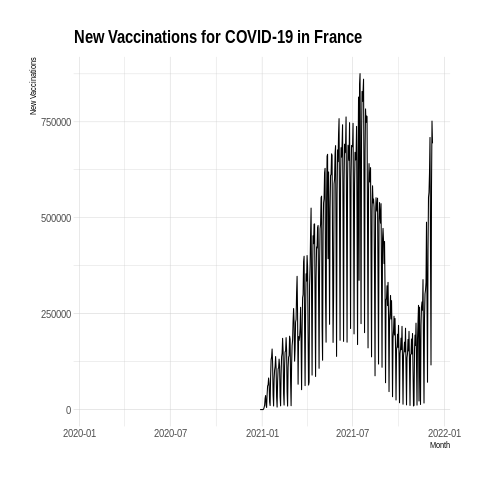 New Vaccinations for COVID-19 in France
New Vaccinations
750000
500000
250000
0
2020-01 2020-07 2021-01 2021-07 2022-01
Month